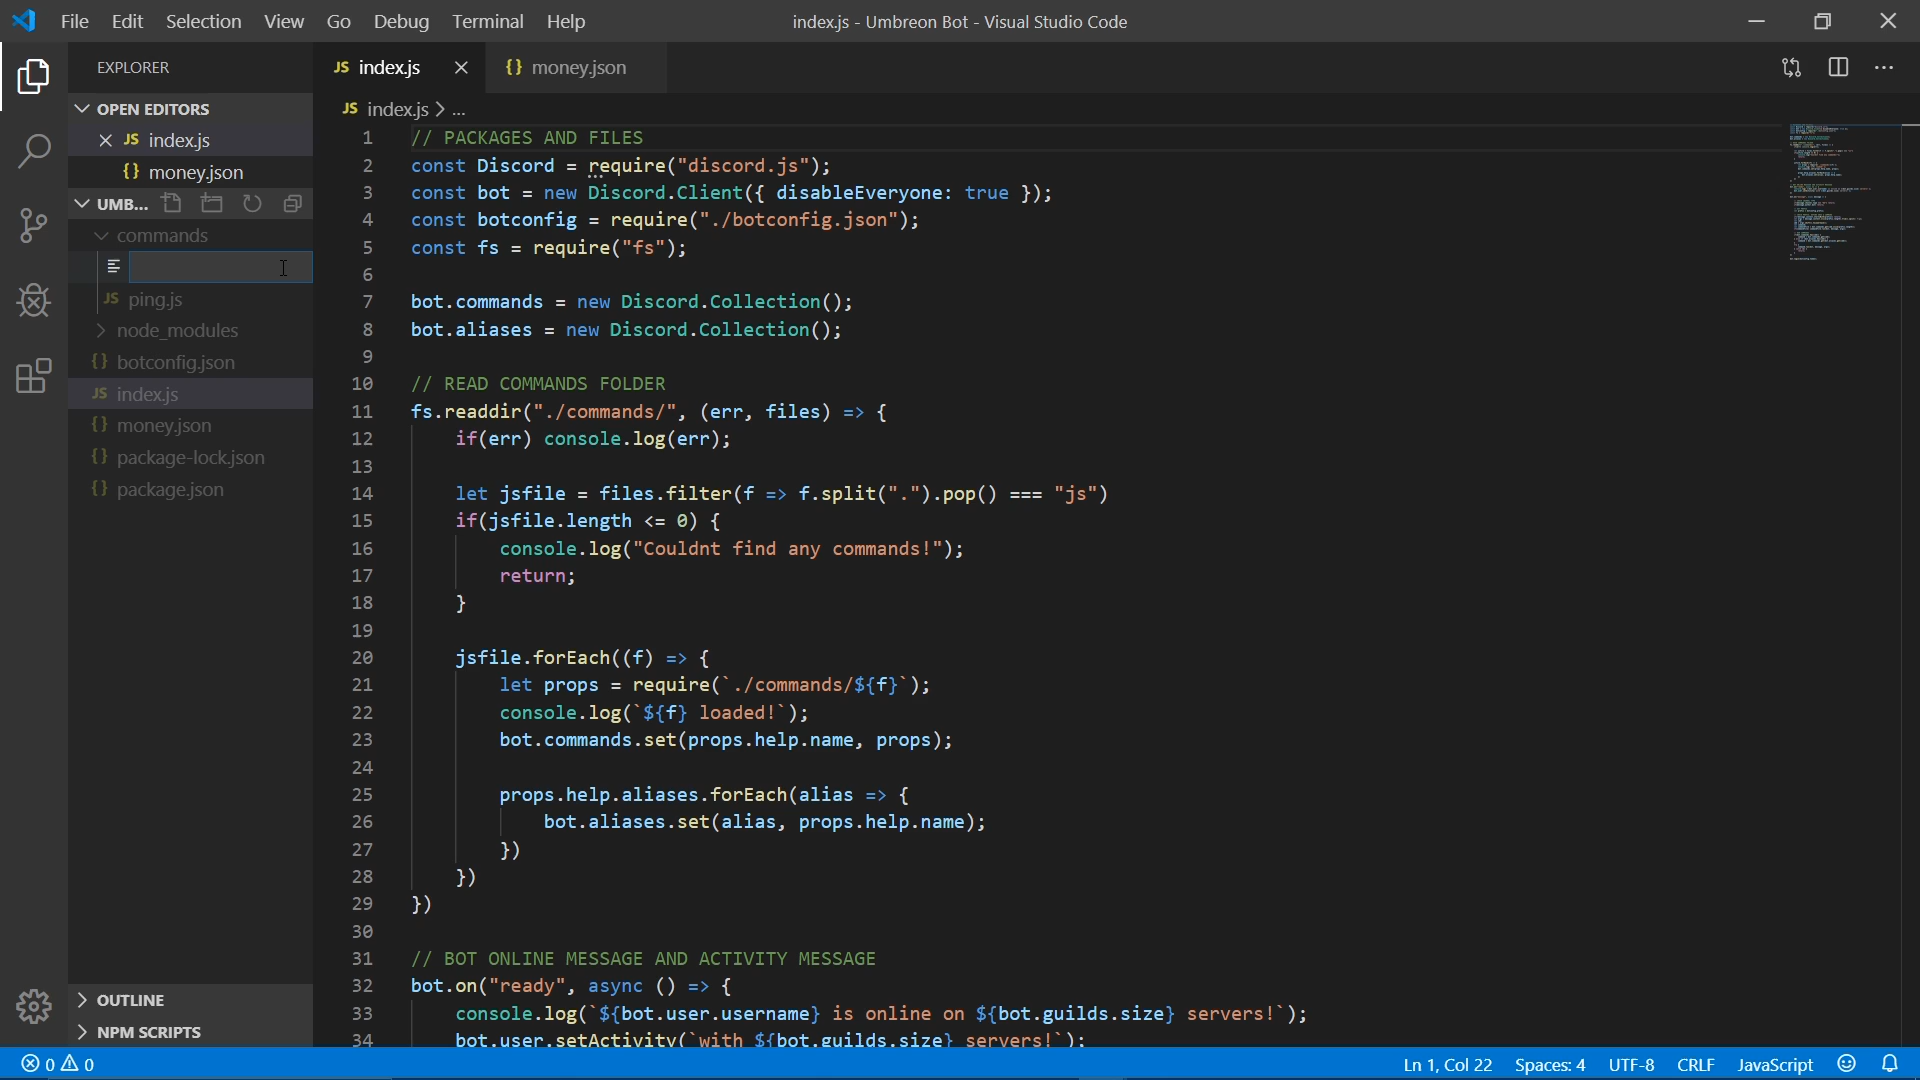 File Edit Selection View Go Debug Terminal Help
index.js - Umbreon Bot - Visual Studio Code
EXPLORER
OPEN EDITORS
JS index.js
{} money.json
UMB...
commands
JS ping.js
node_modules
{} botconfig.json
JS index.js
{} money.json
{} package-lock.json
{} package.json
OUTLINE
NPM SCRIPTS
JS index.js
{} money.json
JS index.js > ...
1 // PACKAGES AND FILES
2 const Discord = require("discord.js");
3 const bot = new Discord.Client({ disableEveryone: true });
4 const botconfig = require("./botconfig.json");
5 const fs = require("fs");
6
7 bot.commands = new Discord.Collection();
8 bot.aliases = new Discord.Collection();
9
10 // READ COMMANDS FOLDER
11 fs.readdir("./commands/", (err, files) => {
12 if(err) console.log(err);
13
14 let jsfile = files.filter(f => f.split(".").pop() === "js")
15 if(jsfile.length <= 0) {
16 console.log("Couldnt find any commands!");
17 return;
18 }
19
20 jsfile.forEach((f) => {
21 let props = require(`./commands/${f}`);
22 console.log(`${f} loaded!`);
23 bot.commands.set(props.help.name, props);
24
25 props.help.aliases.forEach(alias => {
26 bot.aliases.set(alias, props.help.name);
27 })
28 })
29 })
30
31 // BOT ONLINE MESSAGE AND ACTIVITY MESSAGE
32 bot.on("ready", async () => {
33 console.log(`${bot.user.username} is online on ${bot.guilds.size} servers!`);
34 bot.user.setActivity(`with ${bot.guilds.size} servers!`);
0 0
Ln 1, Col 22 Spaces: 4 UTF-8 CRLF JavaScript